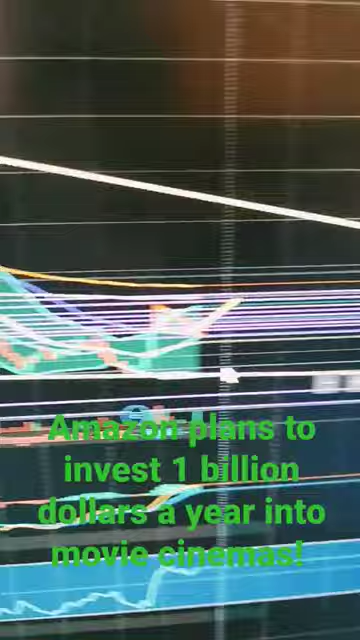 Amazon plans to
invest 1 billion
dollars a year into
movie cinemas!